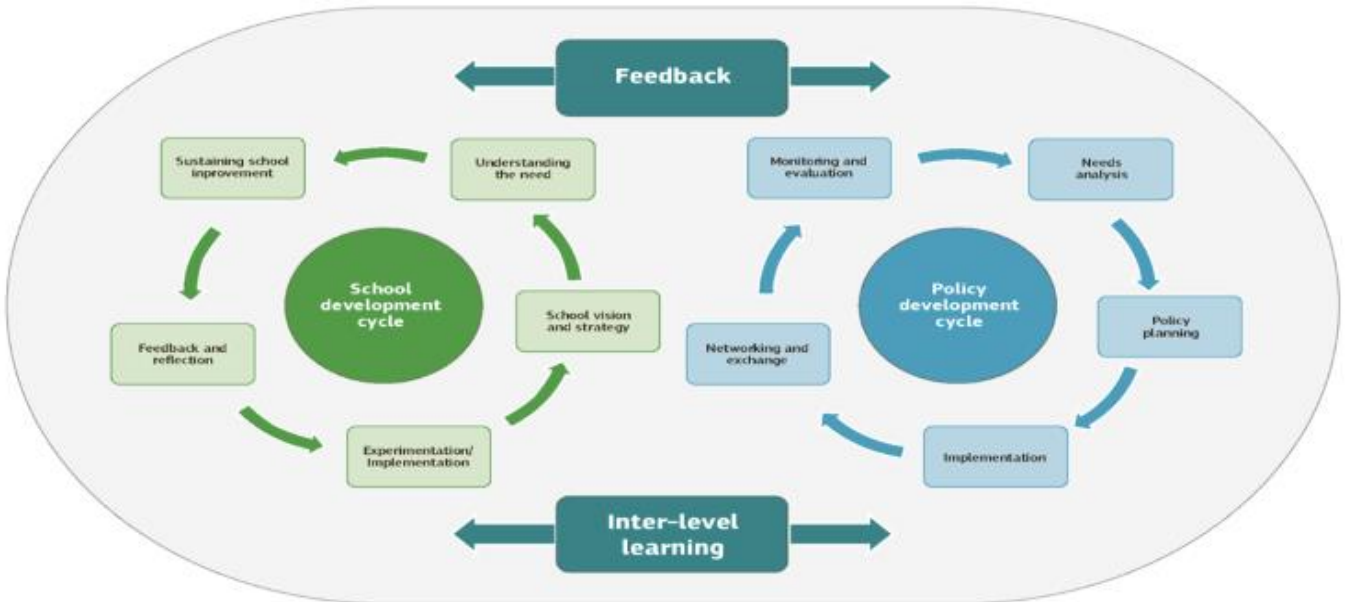 Feedback
Sustaining school
inprovement
Understanding
the need
Monitoring and
evaluation
Needs
analysis
School
development
cycle
Policy
development
cycle
School vision
and strategy
Policy
planning
Feedback and
reflection
Networking and
exchange
Experimentation/
Implementation
Implementation
Inter-level
learning